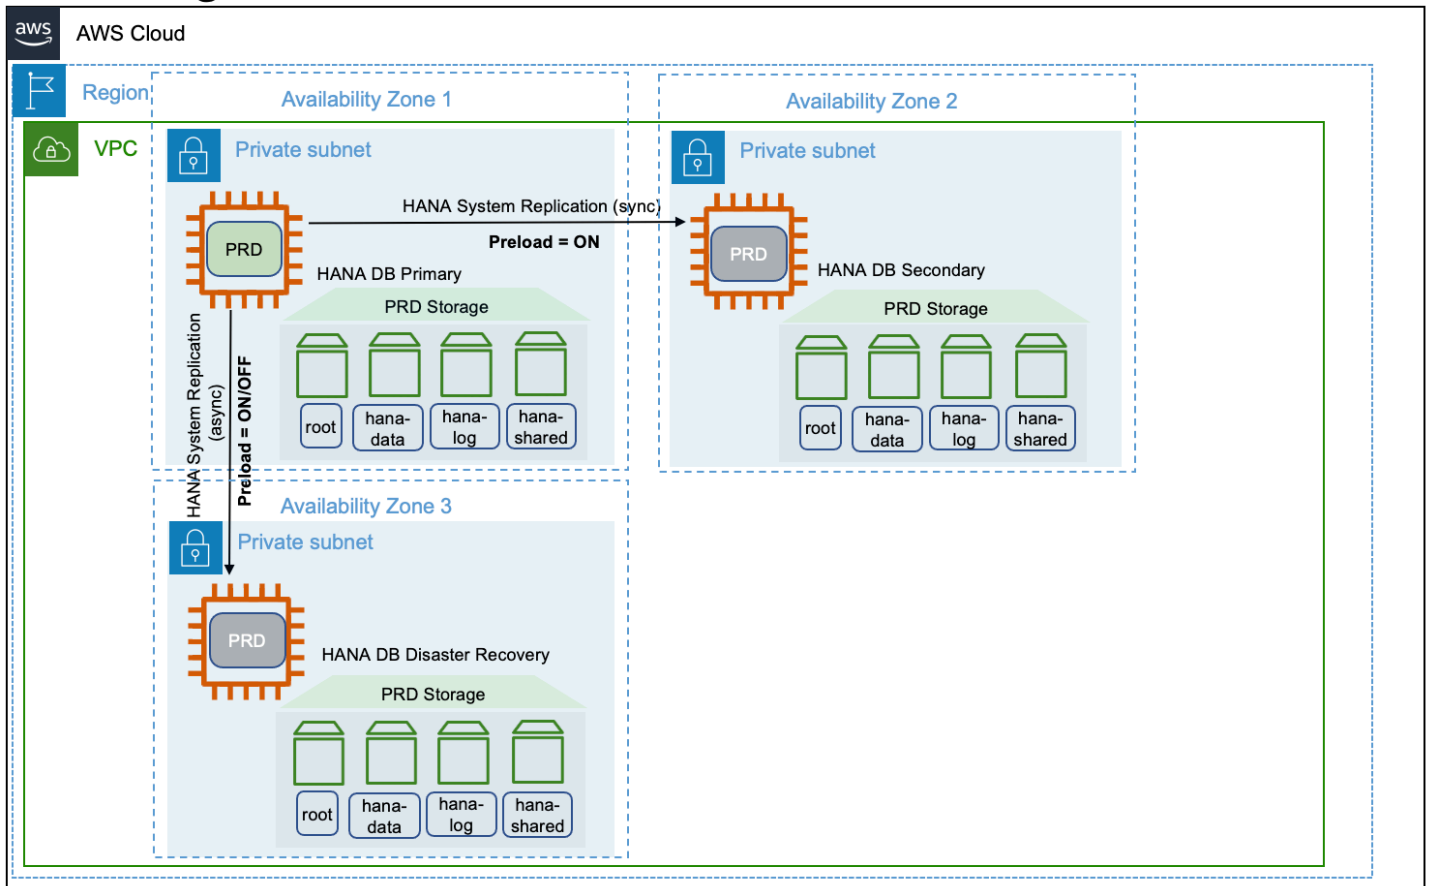 aws
AWS Cloud
Region
Availability Zone 1
Availability Zone 2
VPC
Private subnet
Private subnet
HANA System Replication (sync)
Preload = ON
PRD
PRD
HANA DB Primary
HANA DB Secondary
PRD Storage
PRD Storage
root
hana-
data
hana-
log
hana-
shared
root
hana-
data
hana-
log
hana-
shared
HANA System Replication
(async)
Preload = ON/OFF
Availability Zone 3
Private subnet
PRD
HANA DB Disaster Recovery
PRD Storage
root
hana-
data
hana-
log
hana-
shared